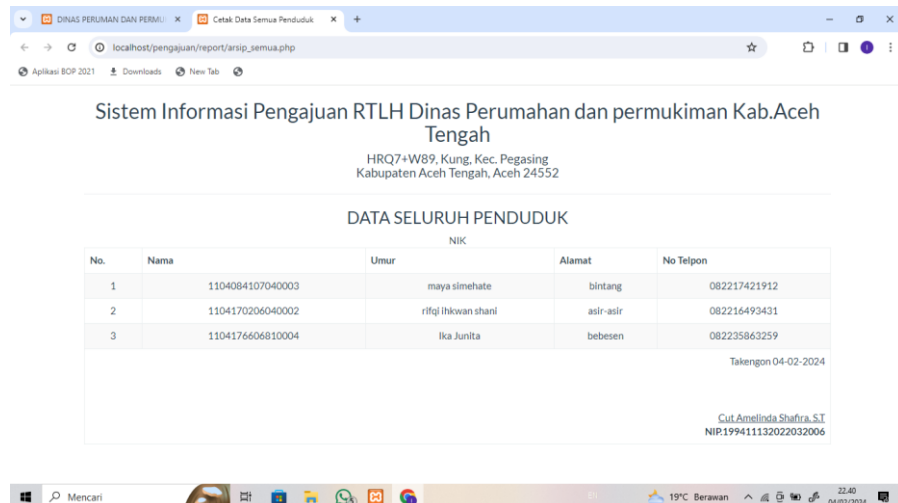 DINAS PERUMAN DAN PERMU
Cetak Data Semua Penduduk
localhost/pengajuan/report/arsip_semua.php
Aplikasi BOP 2021 Downloads New Tab
Sistem Informasi Pengajuan RTLH Dinas Perumahan dan permukiman Kab.Aceh
Tengah
HRQ7+W89, Kung, Kec. Pegasing
Kabupaten Aceh Tengah, Aceh 24552
DATA SELURUH PENDUDUK
NIK
No. Nama Umur Alamat No Telpon
1 1104084107040003 maya simehate bintang 082217421912
2 1104170206040002 rifqi ihkwan shani asir-asir 082216493431
3 1104176606810004 Ika Junita bebesen 082235863259
Takengon 04-02-2024
Cut Amelinda Shafira, S.T
NIP.199411132022032006
Mencari 19°C Berawan 22.40
04/02/2024